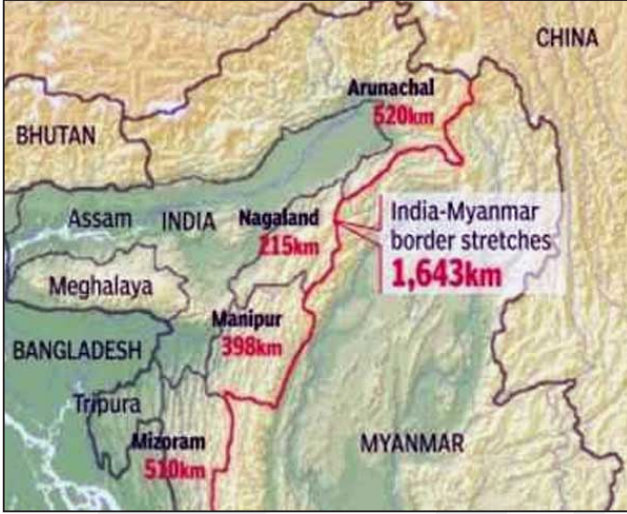 CHINA
Arunachal
520km
BHUTAN
Assam
INDIA
Nagaland
215km
India-Myanmar
border stretches
1,643km
Meghalaya
Manipur
398km
BANGLADESH
Tripura
Mizoram
510km
MYANMAR